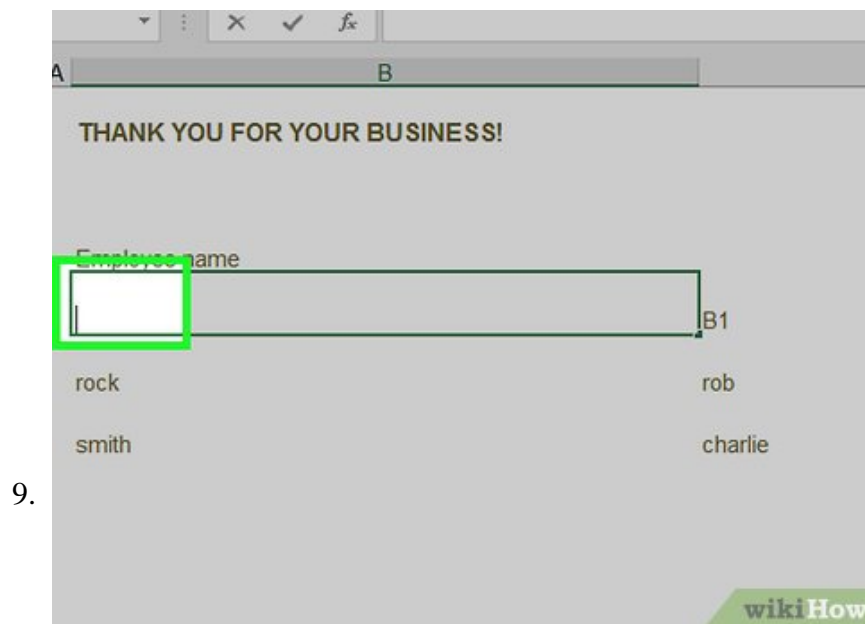 fx
A B
THANK YOU FOR YOUR BUSINESS!
Employee name
B1
rock rob
smith charlie
9.
wikiHow